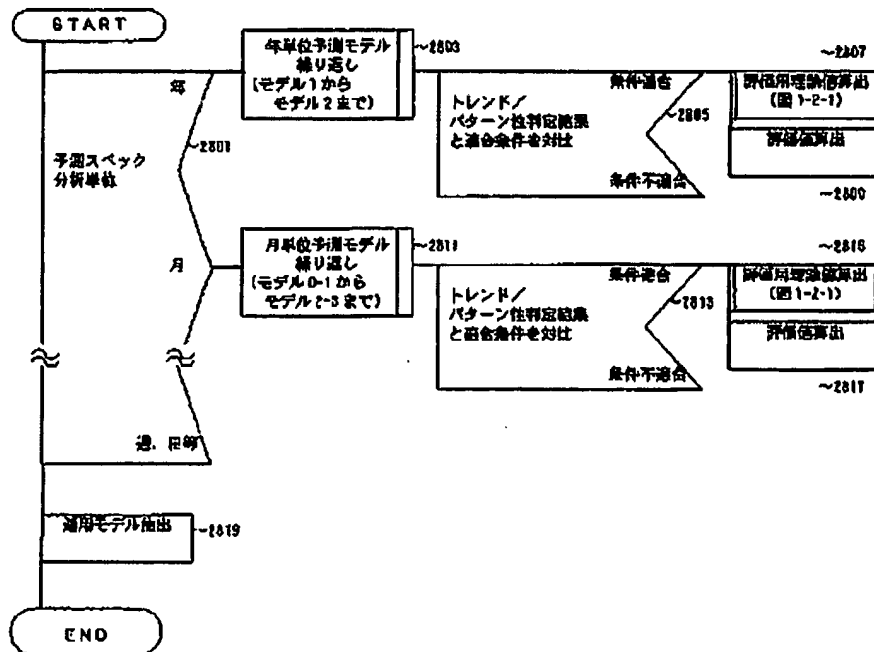 START
年単位予測モデル
繰り返し
(モデル1から
モデル2まで)
~2803
~2807
年
条件適合
評価用理論値算出
(図1-2-1)
~2801
トレンド/
パターン性判定結果
と適合条件を対比
~2805
予測スペック
分析単位
評価値算出
条件不適合
~2809
月単位予測モデル
繰り返し
(モデル0-1から
モデル2-3まで)
~2811
~2815
月
条件適合
評価用理論値算出
(図1-2-1)
トレンド/
パターン性判定結果
と適合条件を対比
~2813
評価値算出
条件不適合
~2817
週、日等
適用モデル抽出
~2819
END